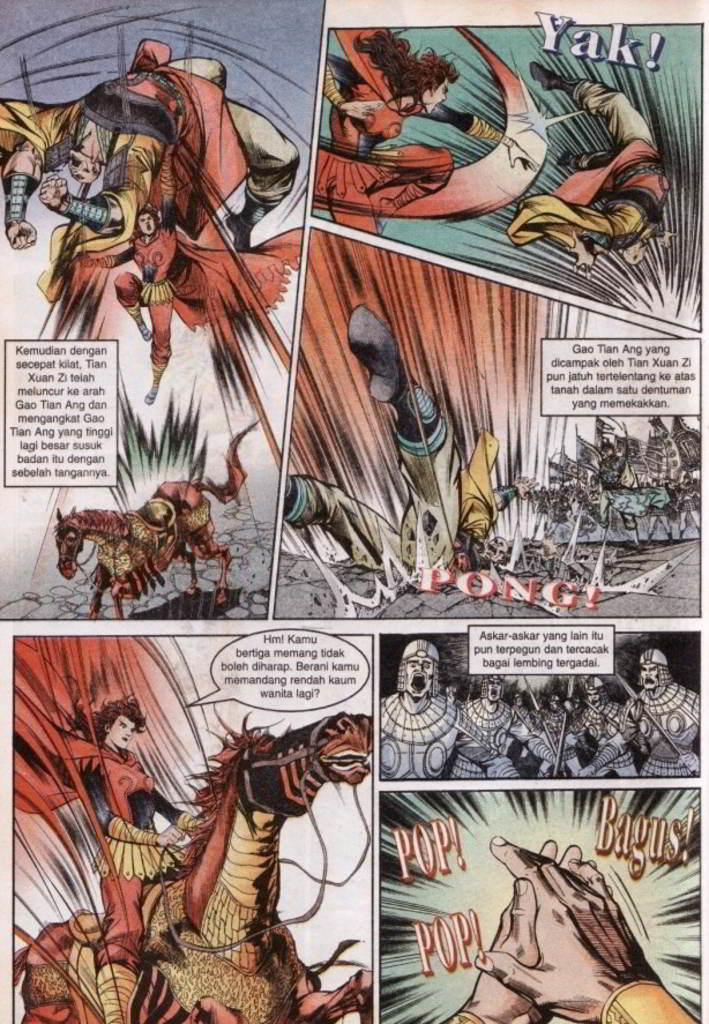 Kemudian dengan
secepat kilat, Tian
Xuan Zi telah
meluncur ke arah
Gao Tian Ang dan
mengangkat Gao
Tian Ang yang tinggi
lagi besar susuk
badan itu dengan
sebelah tangannya.
Yak!
Gao Tian Ang yang
dicampak oleh Tian Xuan Zi
pun jatuh tertelentang ke atas
tanah dalam satu dentuman
yang memekakkan.
PONG!
Hm! Kamu
bertiga memang tidak
boleh diharap. Berani kamu
memandang rendah kaum
wanita lagi?
Askar-askar yang lain itu
pun terpegun dan tercacak
bagai lembing tergadai.
POP!
Bagus!
POP!